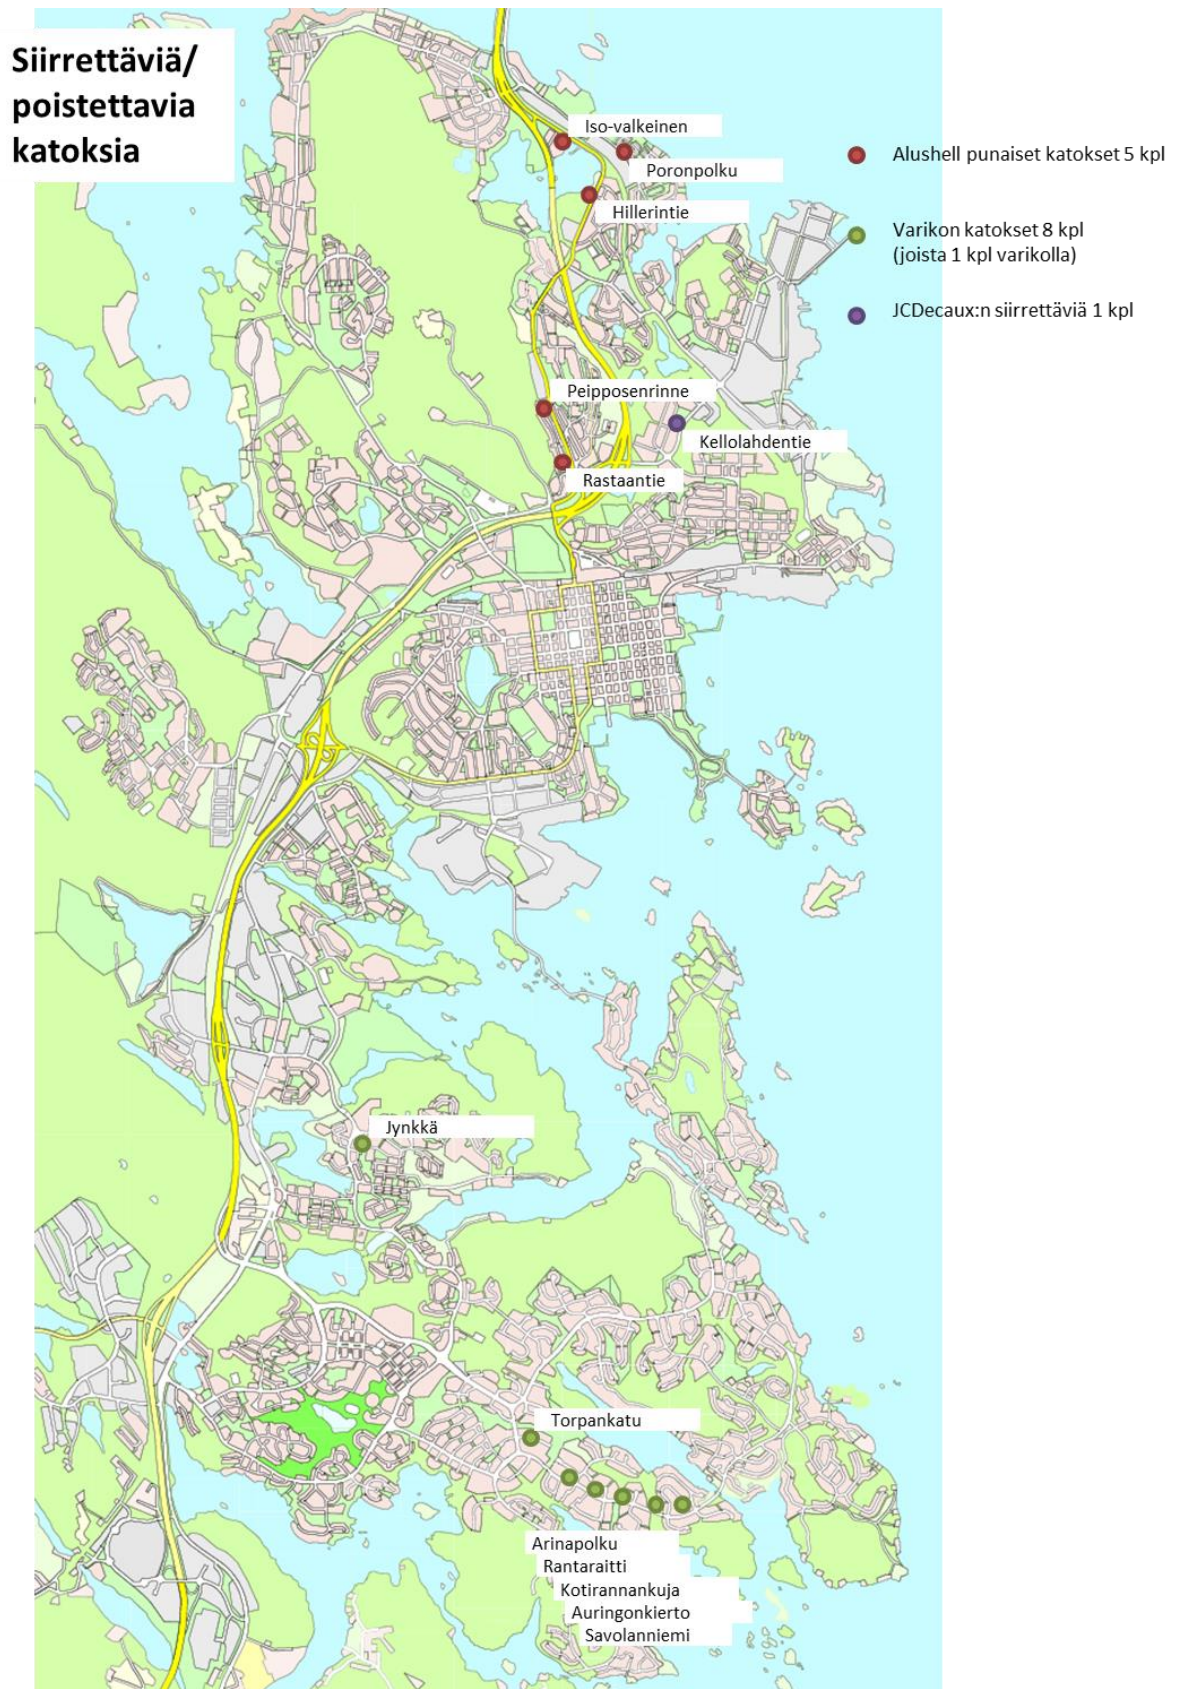 Siirrettäviä/
poistettavia
katoksia
Iso-valkeinen
Poronpolku
Hillerintie
Alushell punaiset katokset 5 kpl
Varikon katokset 8 kpl
(joista 1 kpl varikolla)
JCDecaux:n siirrettäviä 1 kpl
Peipposenrinne
Kellolahdentie
Rastaantie
Jynkkä
Torpankatu
Arinapolku
Rantaraitti
Kotirannankuja
Auringonkierto
Savolanniemi